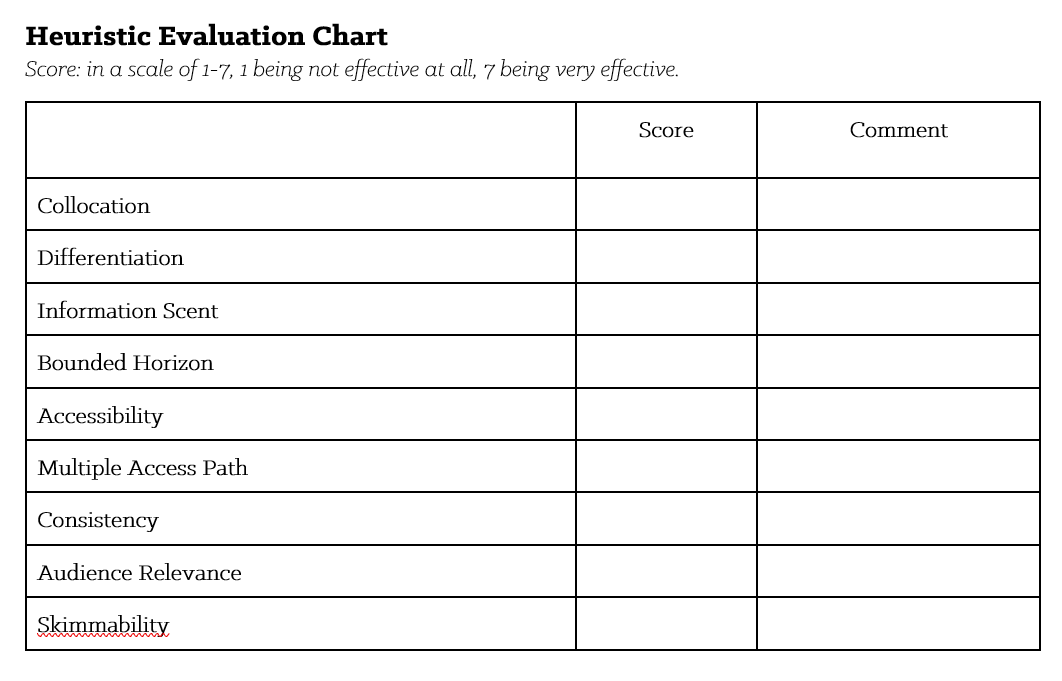 Heuristic Evaluation Chart
Score: in a scale of 1-7, 1 being not effective at all, 7 being very effective.
Score Comment
Collocation
Differentiation
Information Scent
Bounded Horizon
Accessibility
Multiple Access Path
Consistency
Audience Relevance
Skimmability